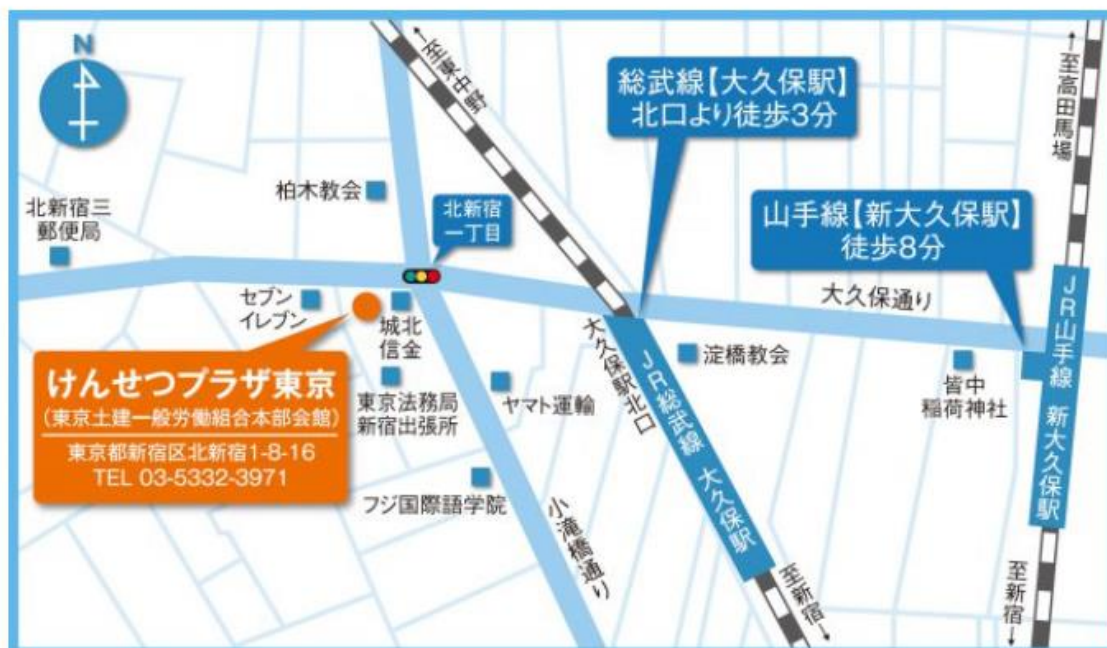 N
←至東中野
総武線【大久保駅】
北口より徒歩3分
←至高田馬場
柏木教会
北新宿三
郵便局
北新宿
一丁目
山手線【新大久保駅】
徒歩8分
セブン
イレブン
城北
信金
大久保通り
けんせつプラザ東京
(東京土建一般労働組合本部会館)
東京都新宿区北新宿1-8-16
TEL 03-5332-3971
東京法務局
新宿出張所
ヤマト運輸
大久保駅北口
JR総武線 大久保駅
淀橋教会
皆中
稲荷神社
JR山手線 新大久保駅
フジ国際語学院
小滝橋通り
至新宿→
至新宿→